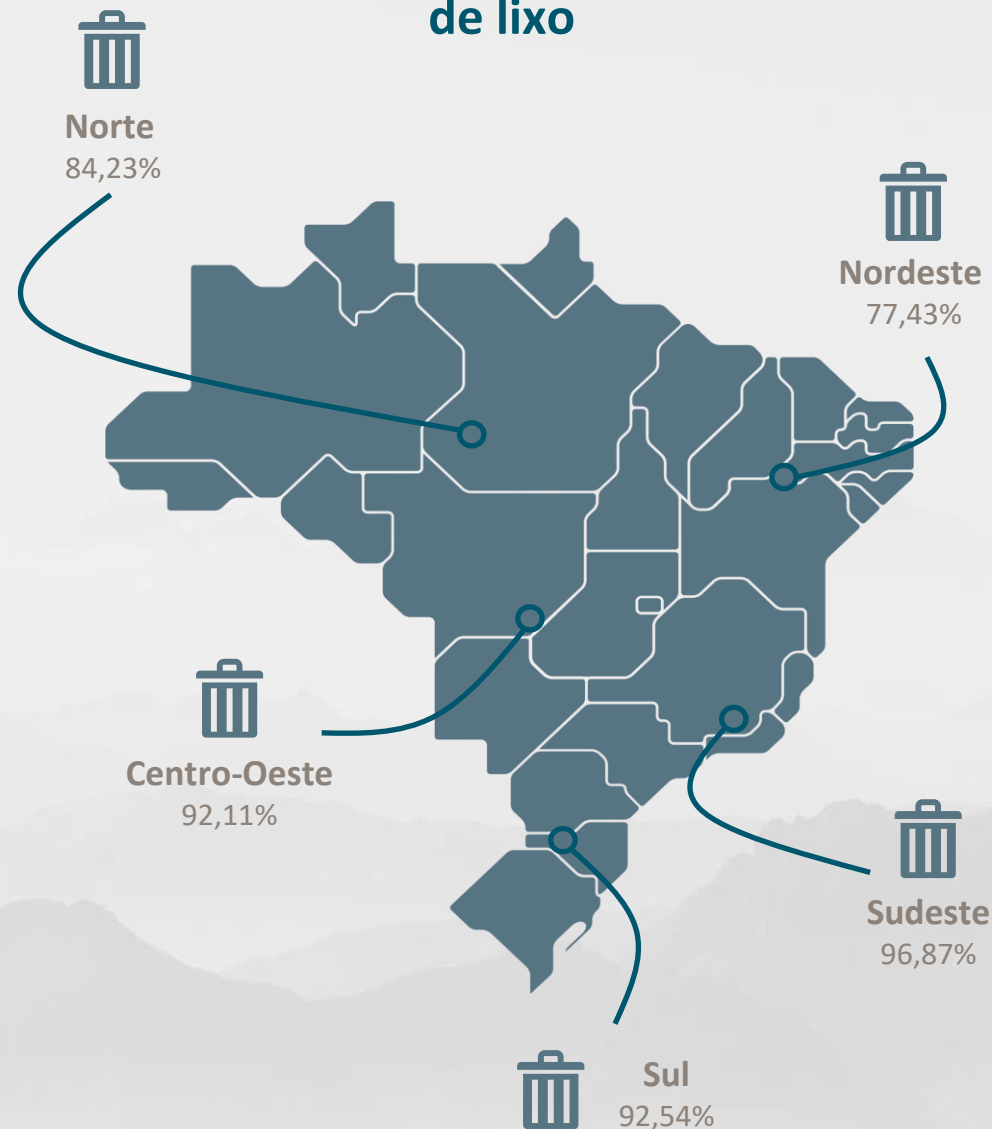 de lixo
Norte
84,23%
Nordeste
77,43%
Centro-Oeste
92,11%
Sudeste
96,87%
Sul
92,54%